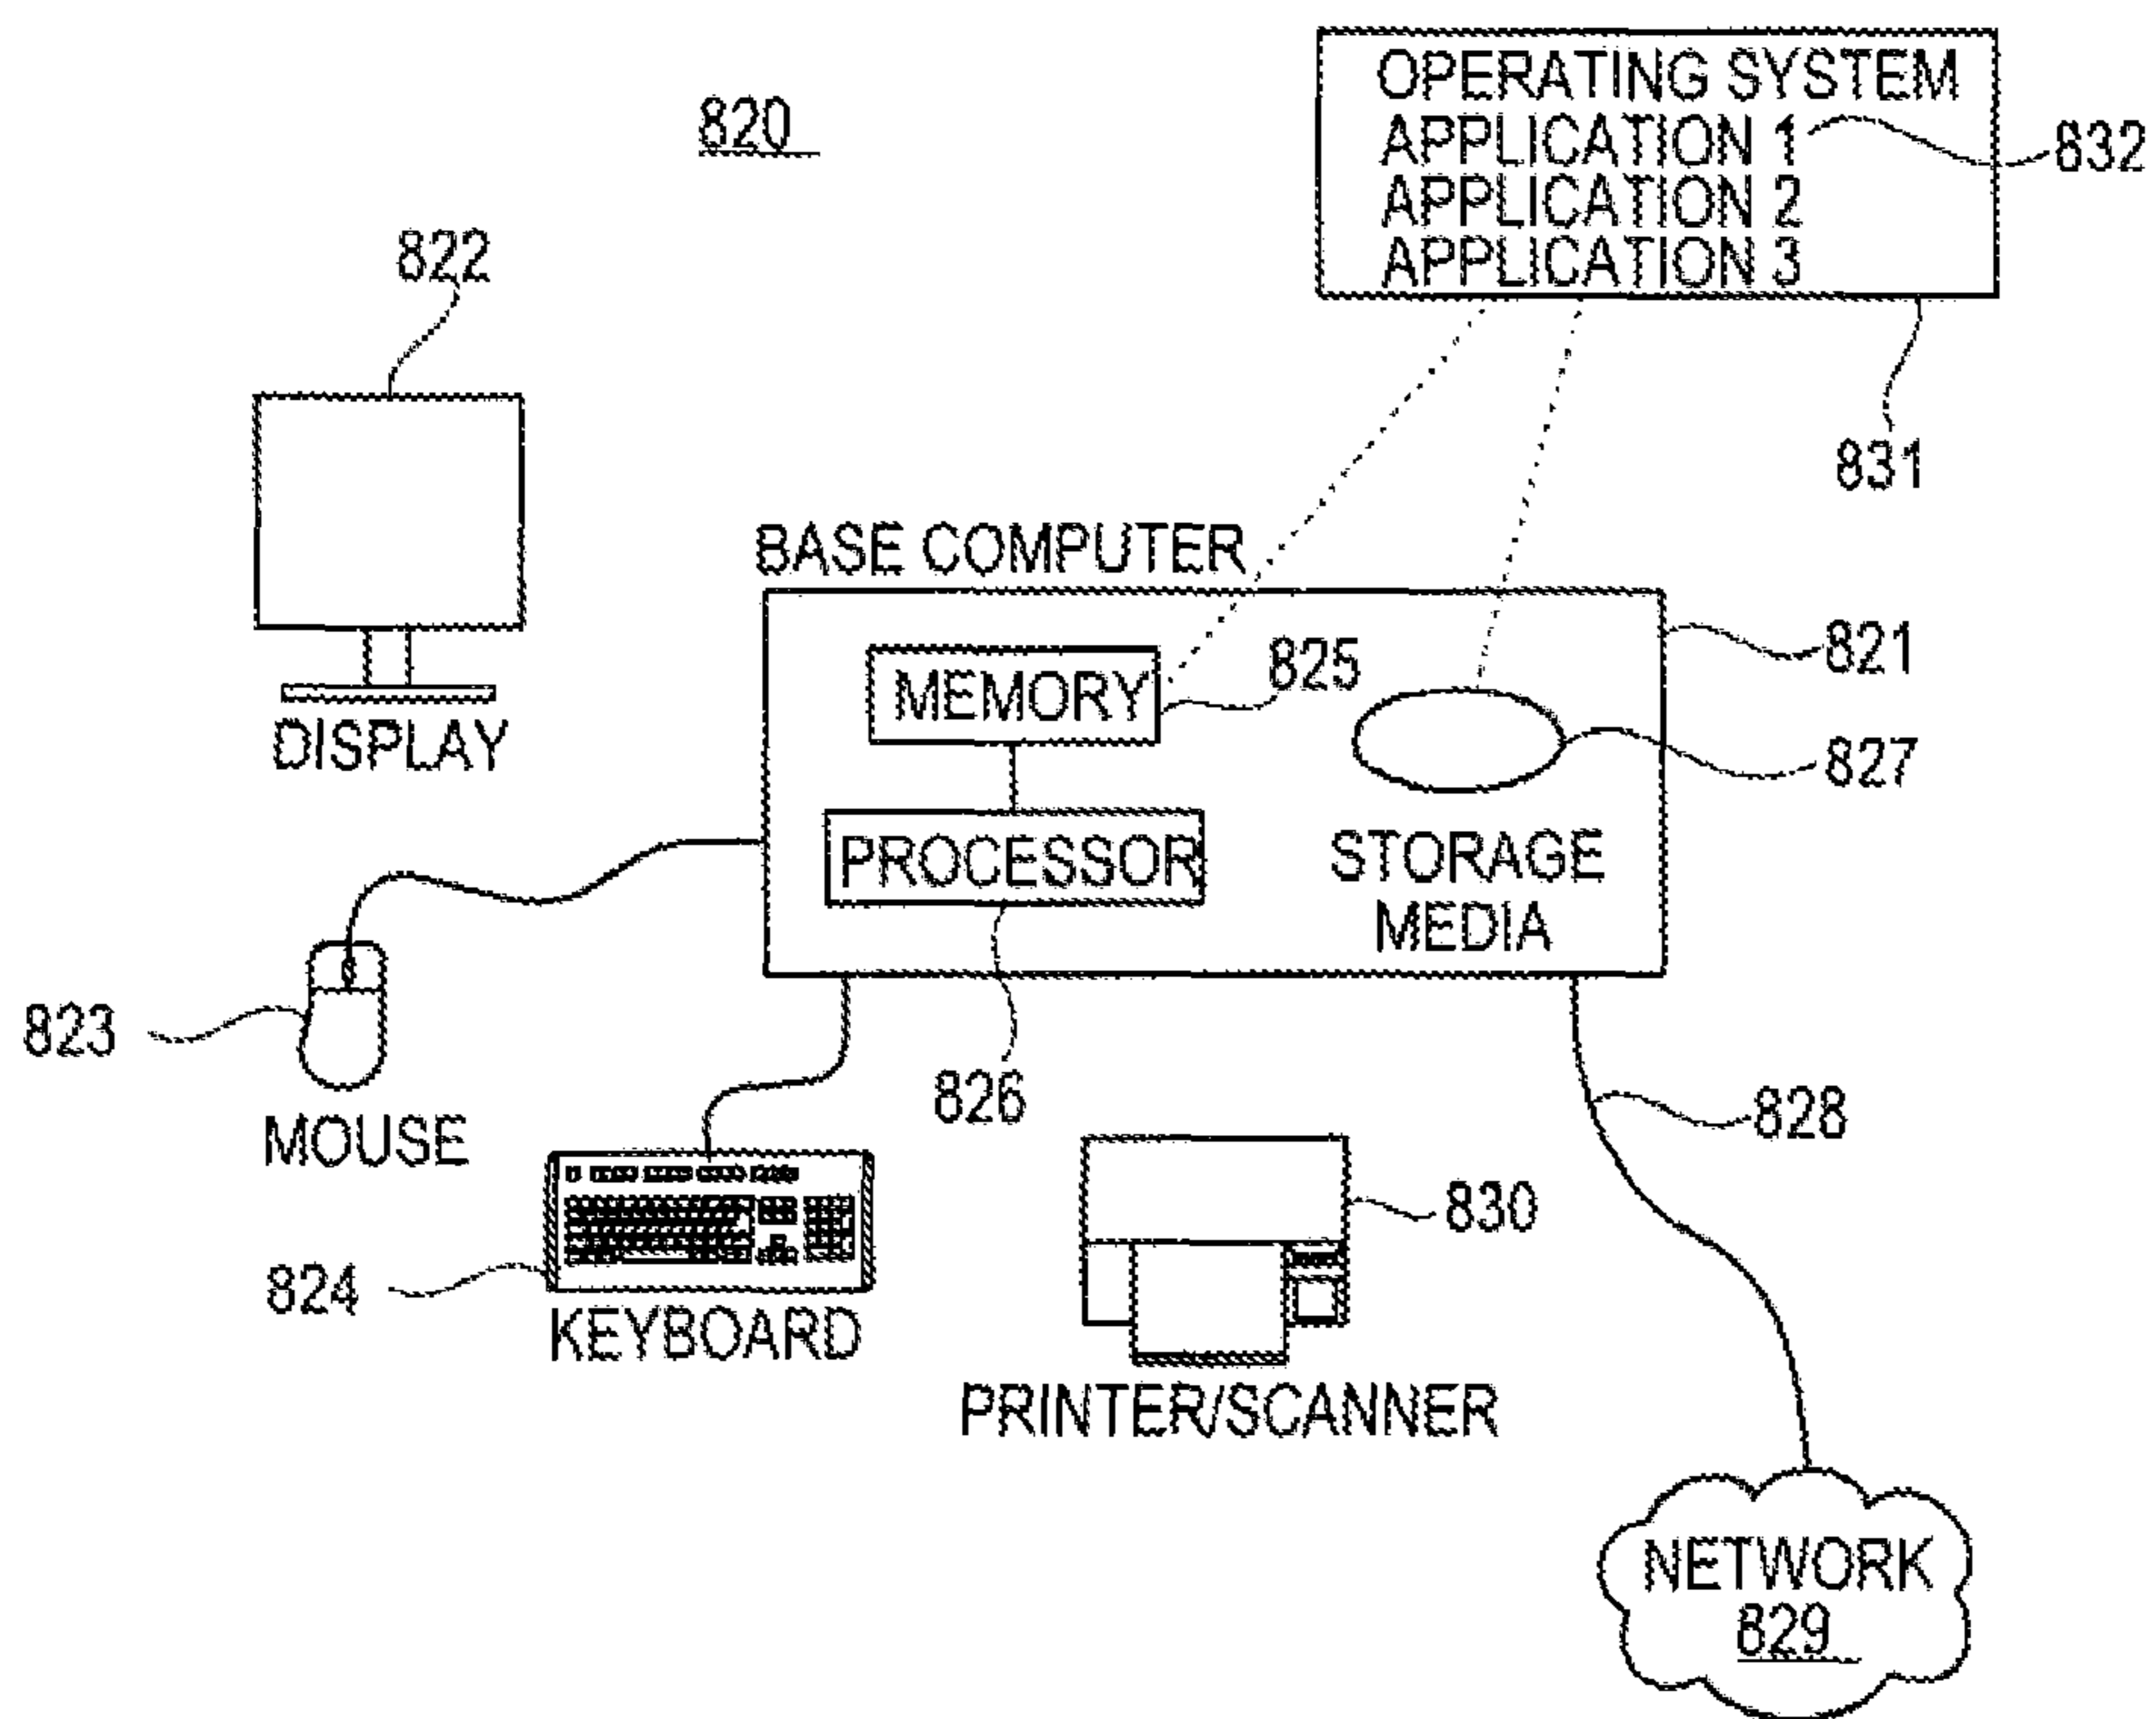 820
OPERATING SYSTEM
APPLICATION 1
APPLICATION 2
APPLICATION 3
832
831
822
DISPLAY
BASE COMPUTER
821
MEMORY
825
827
PROCESSOR
STORAGE
MEDIA
823
MOUSE
826
828
824
KEYBOARD
830
PRINTER/SCANNER
NETWORK
829